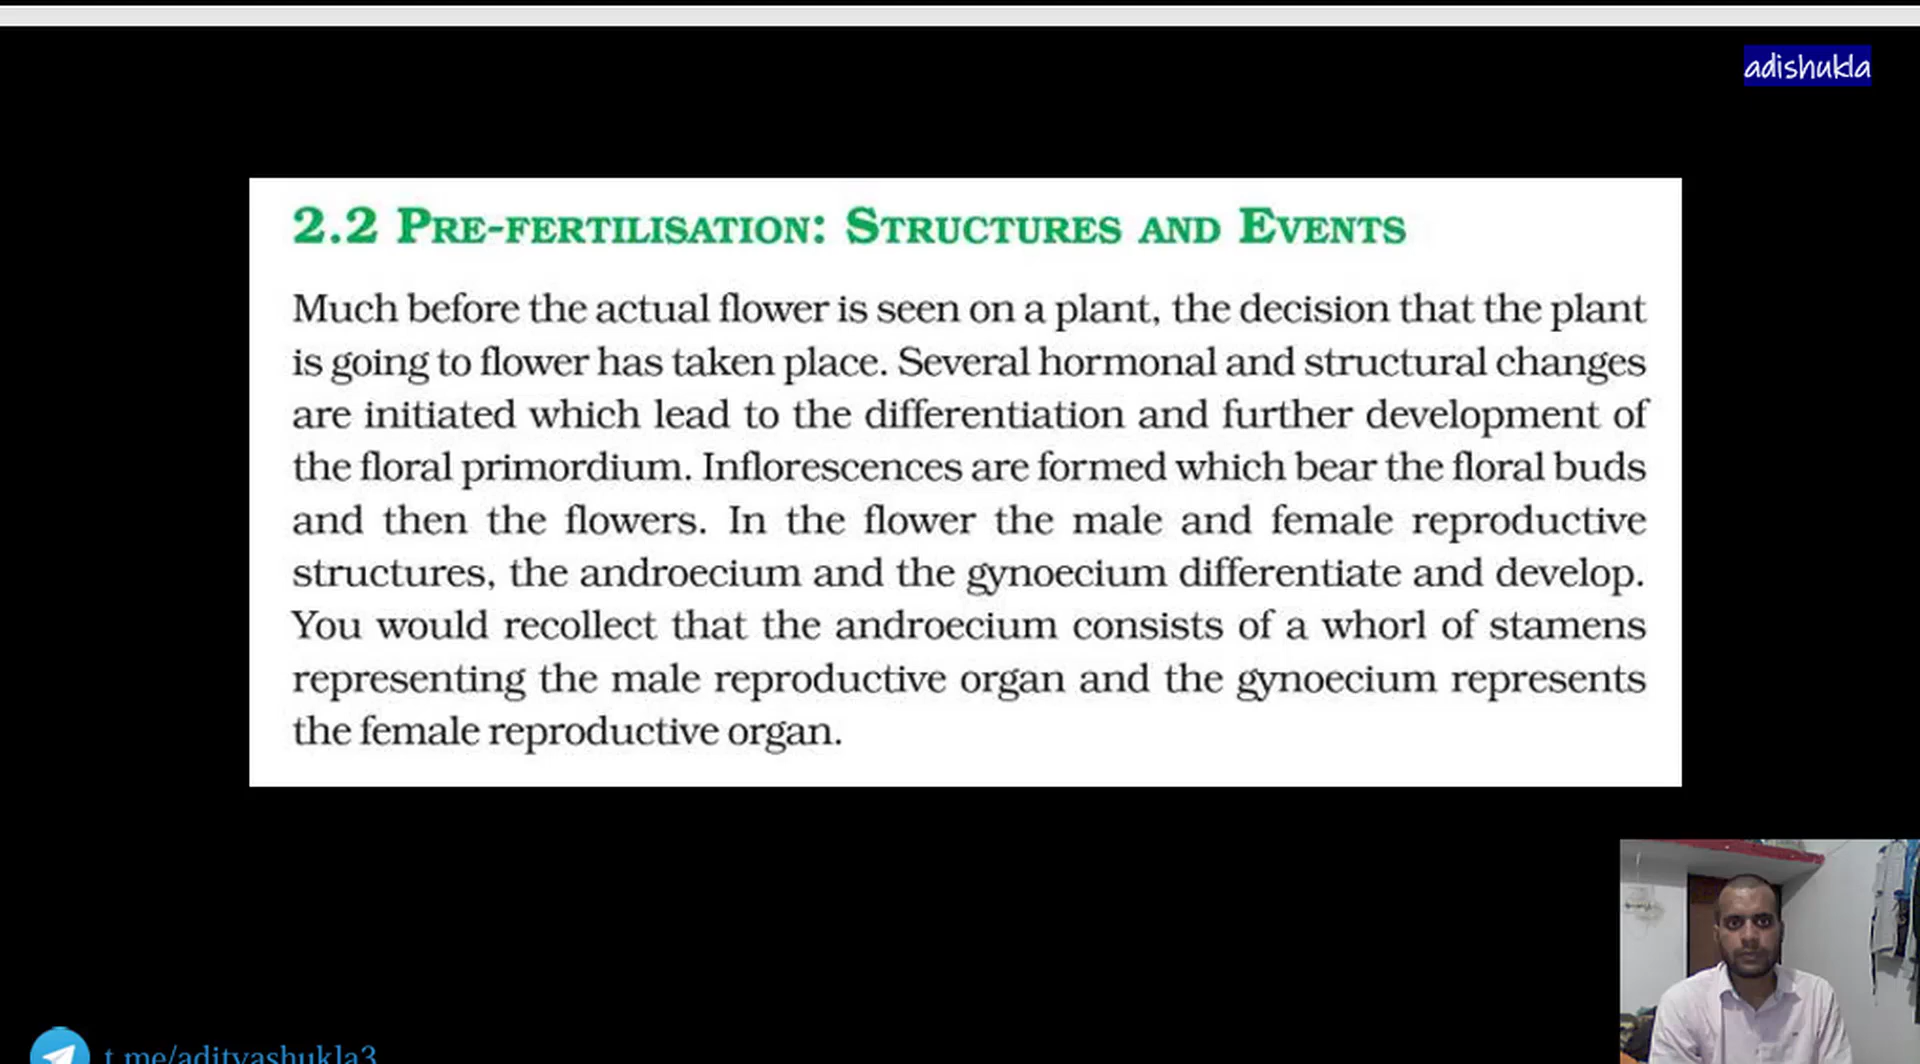 adishukla
2.2 PRE-FERTILISATION: STRUCTURES AND EVENTS
Much before the actual flower is seen on a plant, the decision that the plant
is going to flower has taken place. Several hormonal and structural changes
are initiated which lead to the differentiation and further development of
the floral primordium. Inflorescences are formed which bear the floral buds
and then the flowers. In the flower the male and female reproductive
structures, the androecium and the gynoecium differentiate and develop.
You would recollect that the androecium consists of a whorl of stamens
representing the male reproductive organ and the gynoecium represents
the female reproductive organ.
t.me/adityashukla3